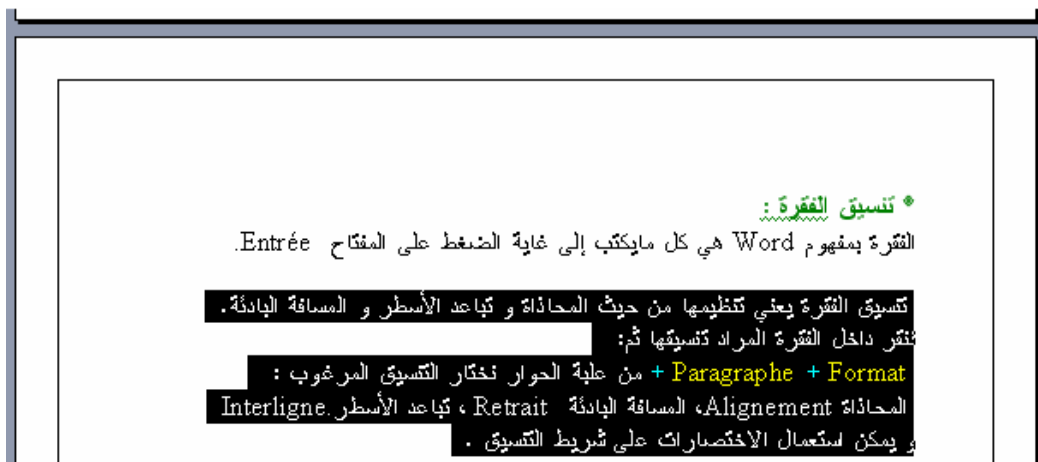 * تنسيق الفقرة :
الفقرة بمفهوم Word هي كل مايكتب إلى غاية الضغط على المفتاح Entrée.
تنسيق الفقرة يعني تنظيمها من حيث المحاذاة و تباعد الأسطر و المسافة البادئة.
ننقر داخل الفقرة المراد تنسيقها ثم:
Format + Paragraphe + من علبة الحوار نختار التنسيق المرغوب :
المحاذاة Alignement، المسافة البادئة Retrait ، تباعد الأسطر.Interligne
و يمكن استعمال الاختصارات على شريط التنسيق .